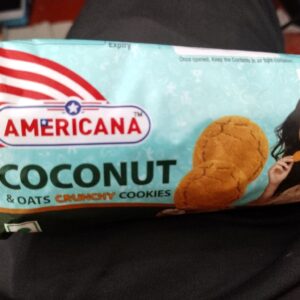 Expiry
Once opened, Keep the Contents in air tight container.
AMERICANA
COCONUT
& OATS CRUNCHY COOKIES